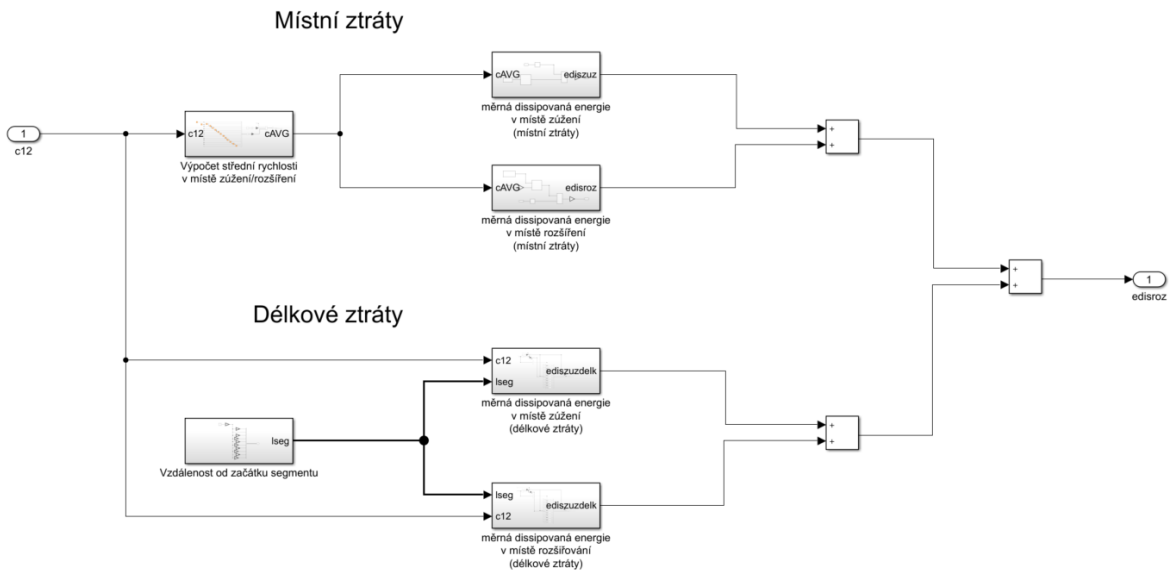 Místní ztráty
cAVG
ediszuz
měrná dissipovaná energie
v místě zúžení
(místní ztráty)
1
c12
c12
cAVG
Výpočet střední rychlosti
v místě zúžení/rozšíření
+
+
cAVG
edisroz
měrná dissipovaná energie
v místě rozšíření
(místní ztráty)
+
+
1
edisroz
Délkové ztráty
c12
lseg
ediszuzdelk
měrná dissipovaná energie
v místě zúžení
(délkové ztráty)
lseg
Vzdálenost od začátku segmentu
+
+
lseg
c12
ediszuzdelk
měrná dissipovaná energie
v místě rozšiřování
(délkové ztráty)